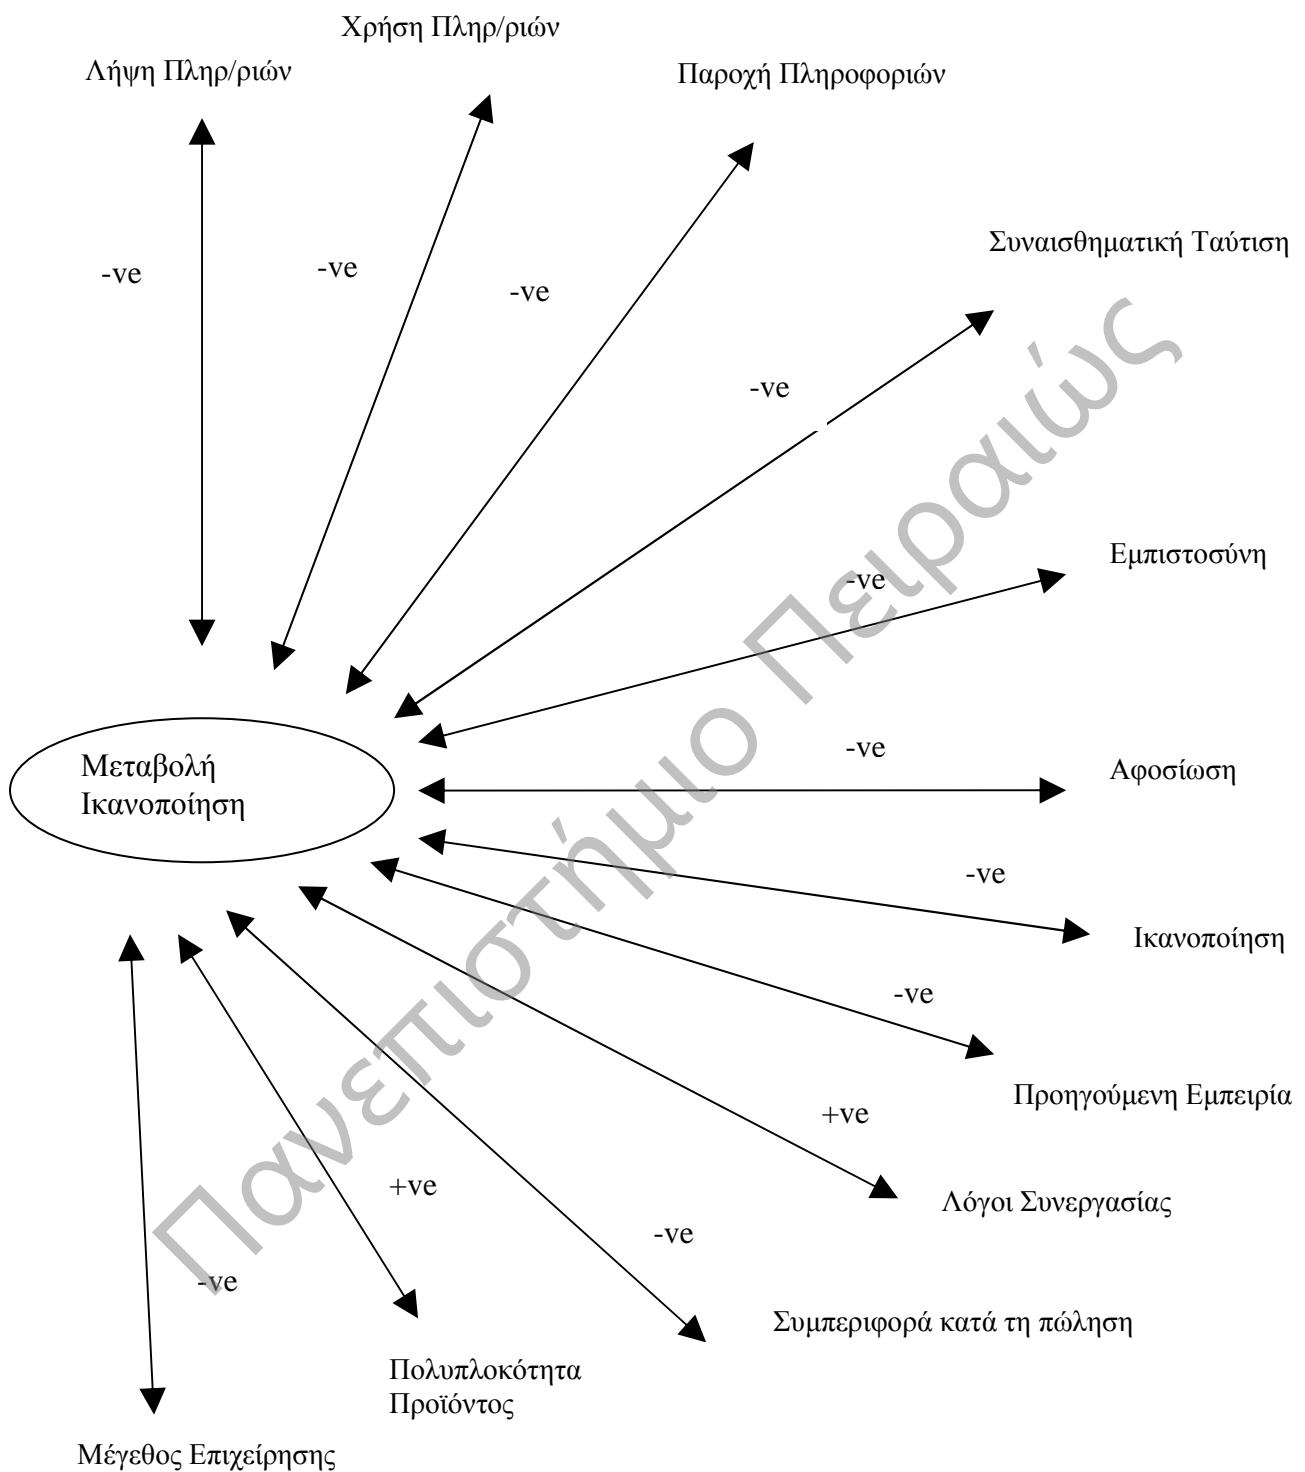 Χρήση Πληρ/ριών
Λήψη Πληρ/ριών
Παροχή Πληροφοριών
Συναισθηματική Ταύτιση
-ve
-ve
-ve
-ve
Εμπιστοσύνη
-ve
-ve
Αφοσίωση
Μεταβολή
Ικανοποίηση
-ve
Ικανοποίηση
-ve
Προηγούμενη Εμπειρία
+ve
Λόγοι Συνεργασίας
+ve
-ve
-ve
Συμπεριφορά κατά τη πώληση
Πολυπλοκότητα
Προϊόντος
Μέγεθος Επιχείρησης
Πανεπιστήμιο Πειραιώς